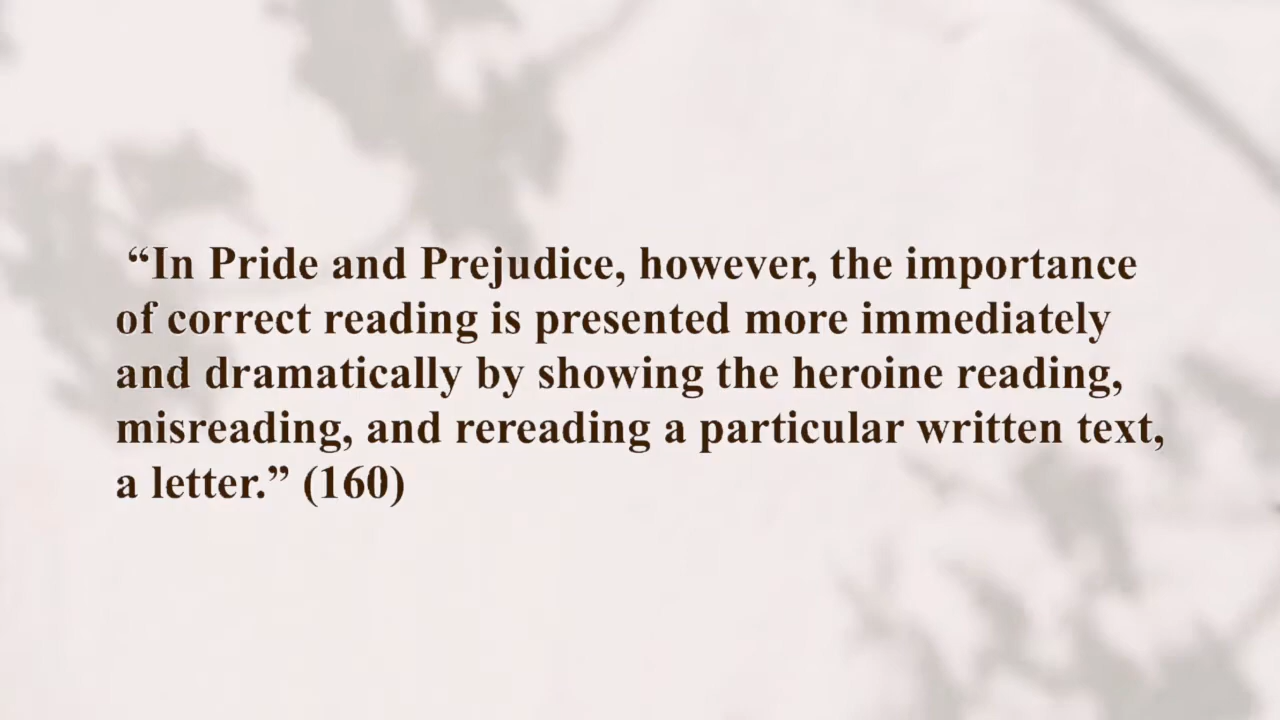 “In Pride and Prejudice, however, the importance
of correct reading is presented more immediately
and dramatically by showing the heroine reading,
misreading, and rereading a particular written text,
a letter.” (160)